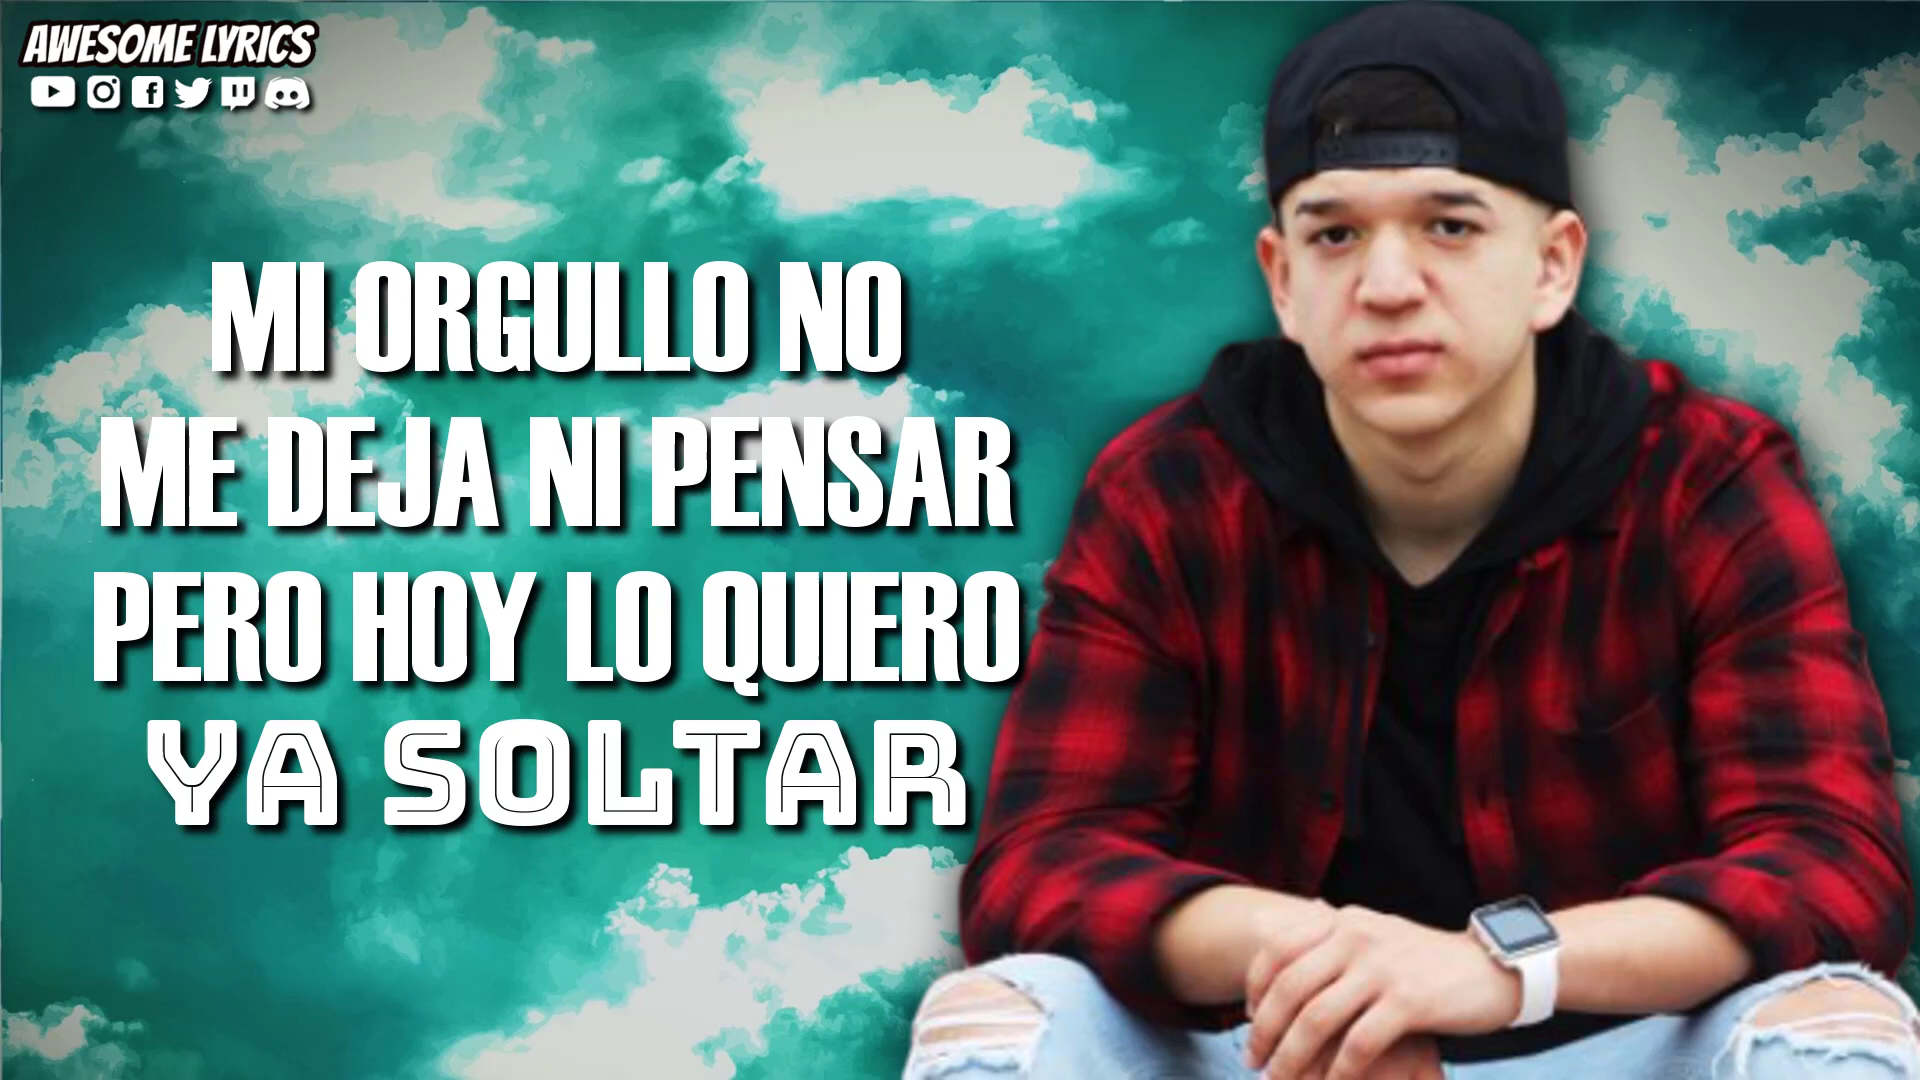 AWESOME LYRICS
MI ORGULLO NO
ME DEJA NI PENSAR
PERO HOY LO QUIERO
YA SOLTAR